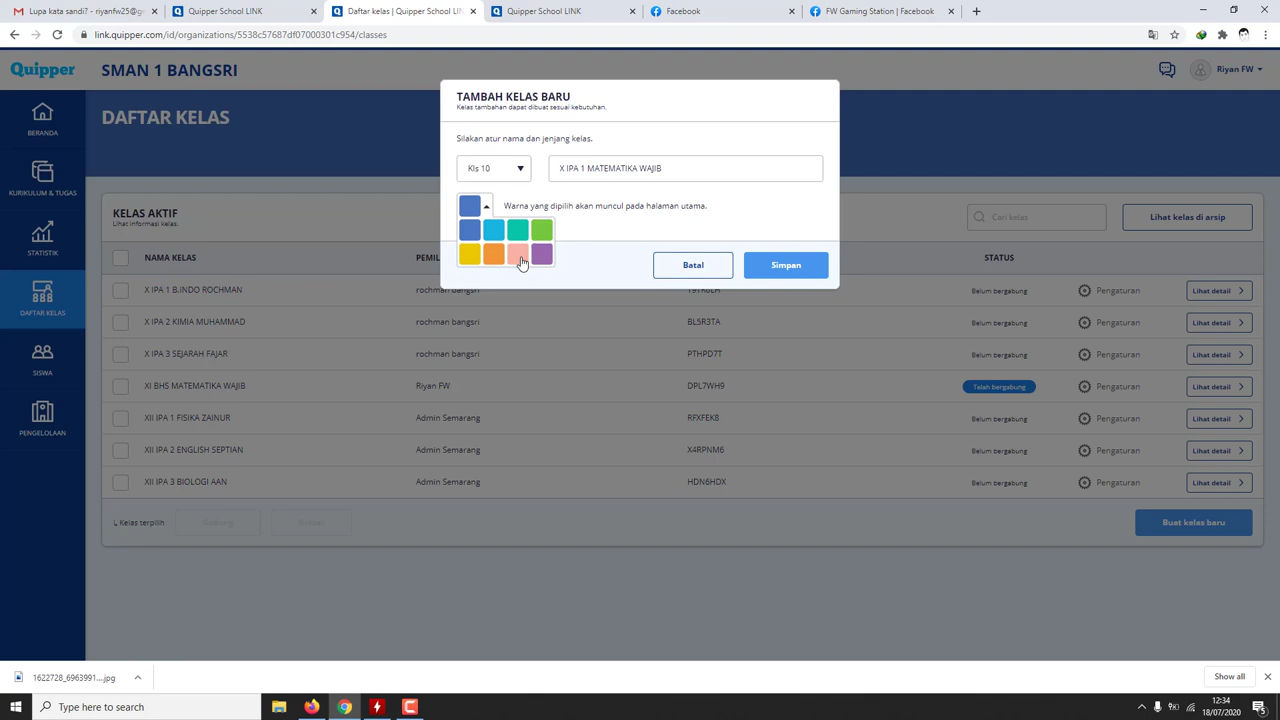 Lupa kata sandi? - riyanfw25@g
Quipper School LINK
Daftar kelas | Quipper School LINK
Quipper School LINK
Facebook
FW Gaming Station | Facebook
link.quipper.com/id/organizations/5538c57687df07000301c954/classes
Quipper
SMAN 1 BANGSRI
Riyan FW
BERANDA
KURIKULUM & TUGAS
STATISTIK
DAFTAR KELAS
SISWA
PENGELOLAAN
DAFTAR KELAS
TAMBAH KELAS BARU
Kelas tambahan dapat dibuat sesuai kebutuhan.
Silakan atur nama dan jenjang kelas.
Kls 10
X IPA 1 MATEMATIKA WAJIB
Warna yang dipilih akan muncul pada halaman utama.
Batal
Simpan
KELAS AKTIF
Lihat informasi kelas.
Cari kelas
Lihat kelas di arsip
NAMA KELAS PEMIL STATUS
X IPA 1 B.INDO ROCHMAN rochman bangsri Belum bergabung Pengaturan Lihat detail
X IPA 2 KIMIA MUHAMMAD rochman bangsri BL5R3TA Belum bergabung Pengaturan Lihat detail
X IPA 3 SEJARAH FAJAR rochman bangsri PTHPD7T Belum bergabung Pengaturan Lihat detail
XI BHS MATEMATIKA WAJIB Riyan FW DPL7WH9 Telah bergabung Pengaturan Lihat detail
XII IPA 1 FISIKA ZAINUR Admin Semarang RFXFEK8 Belum bergabung Pengaturan Lihat detail
XII IPA 2 ENGLISH SEPTIAN Admin Semarang X4RPNM6 Belum bergabung Pengaturan Lihat detail
XII IPA 3 BIOLOGI AAN Admin Semarang HDN6HDX Belum bergabung Pengaturan Lihat detail
Kelas terpilih
Buat kelas baru
1622728_6963991....jpg
Show all
Type here to search
12:34
18/07/2020
5